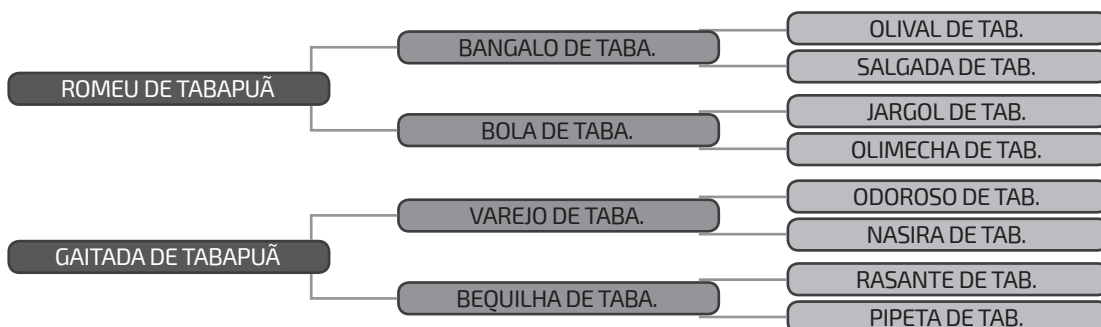 OLIVAL DE TAB.
BANGALO DE TABA.
SALGADA DE TAB.
ROMEU DE TABAPUÃ
JARGOL DE TAB.
BOLA DE TABA.
OLIMECHA DE TAB.
ODOROSO DE TAB.
VAREJO DE TABA.
NASIRA DE TAB.
GAITADA DE TABAPUÃ
RASANTE DE TAB.
BEQUILHA DE TABA.
PIPETA DE TAB.